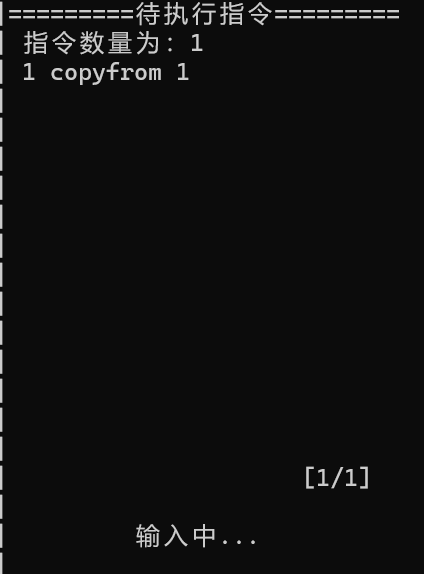 =========待执行指令=========
指令数量为：1
1 copyfrom 1
[1/1]
输入中...